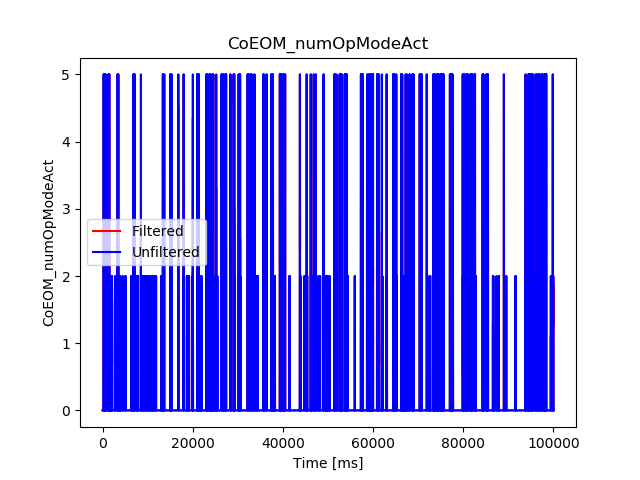 CoEOM_numOpModeAct
5
4
3
2
1
0
CoEOM_numOpModeAct
Filtered
Unfiltered
0 20000 40000 60000 80000 100000
Time [ms]